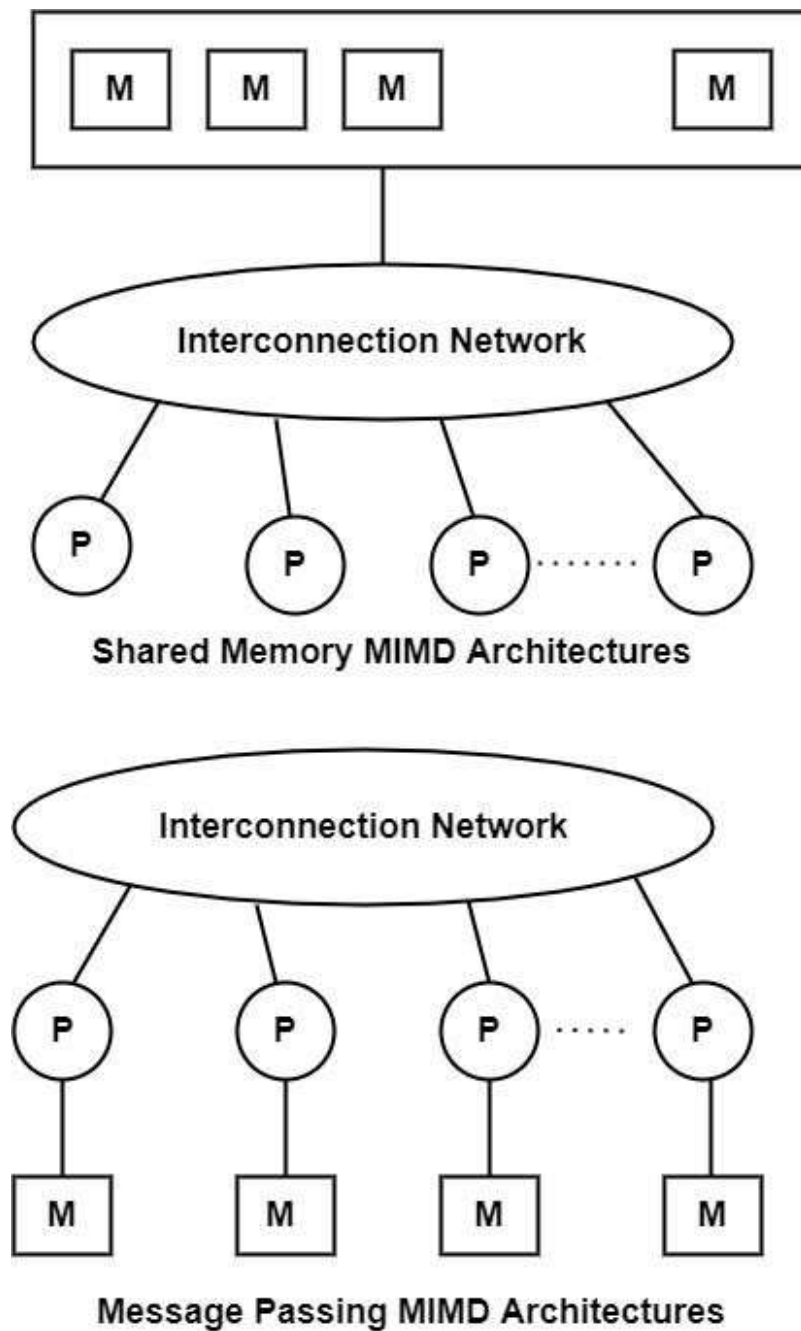 M M M M
Interconnection Network
P P P ....... P
Shared Memory MIMD Architectures
Interconnection Network
P P P ..... P
M M M M
Message Passing MIMD Architectures